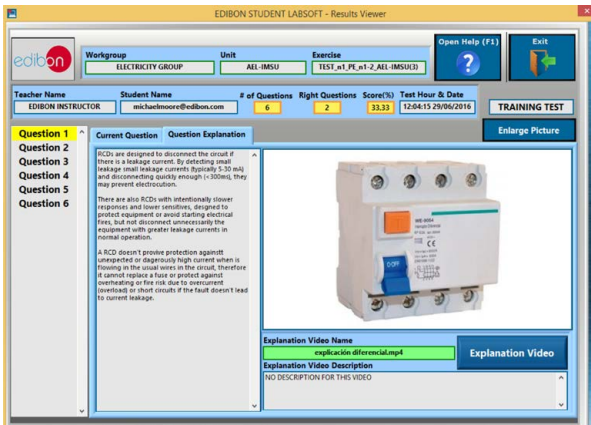 EDIBON STUDENT LABSOFT - Results Viewer
edibon
Workgroup
ELECTRICITY GROUP
Unit
AEL-IMSU
Exercise
TEST_n1_PE_n1-2_AEL-IMSU(3)
Open Help (F1)
Exit
Teacher Name
EDIBON INSTRUCTOR
Student Name
michaelmoore@edibon.com
# of Questions
6
Right Questions
2
Score(%)
33.33
Test Hour & Date
12:04:15 29/06/2016
TRAINING TEST
Enlarge Picture
Question 1
Question 2
Question 3
Question 4
Question 5
Question 6
Current Question
Question Explanation
RCDs are designed to disconnect the circuit if
there is a leakage current. By detecting small
leakage small leakage currents (typically 5-30 mA)
and disconnecting quickly enough (<300ms), they
may prevent electrocution.
There are also RCDs with intentionally slower
responses and lower sensitives, designed to
protect equipment or avoid starting electrical
fires, but not disconnect unnecessarily the
equipment with greater leakage currents in
normal operation.
A RCD doesn't provive protection againstt
unexpected or dagerously high current when is
flowing in the usual wires in the circuit, therefore
it cannot replace a fuse or protect against
overheating or fire risk due to overcurrent
(overload) or short circuits if the fault doesn't lead
to current leakage.
CE
Explanation Video Name
explicación diferencial.mp4
Explanation Video Description
NO DESCRIPTION FOR THIS VIDEO
Explanation Video